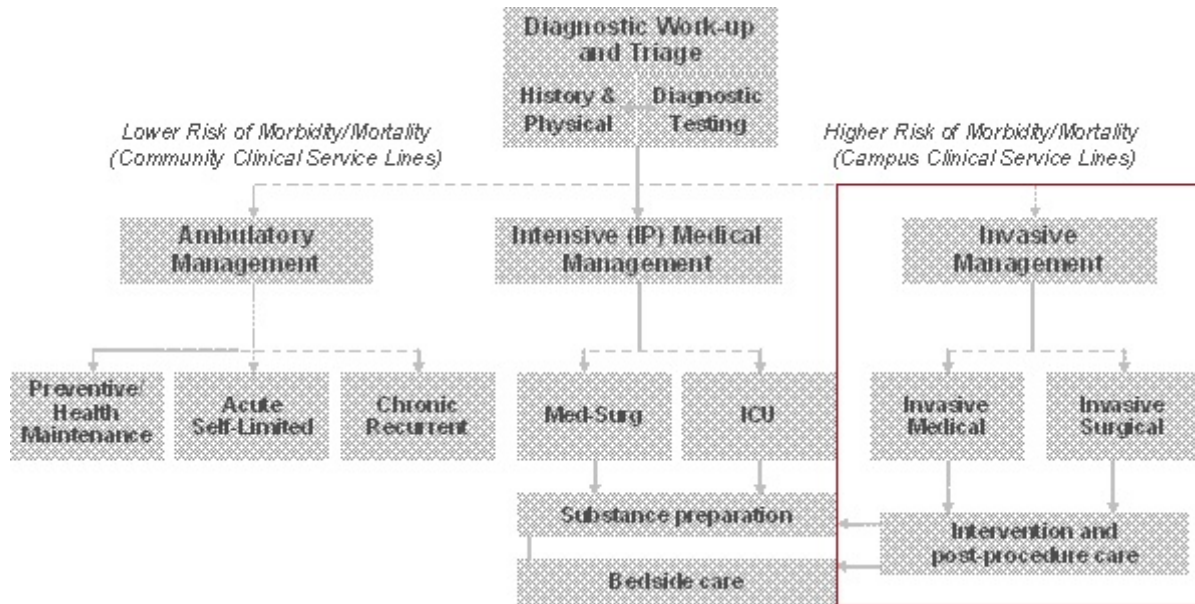 Diagnostic Work-up
and Triage
History &
Physical
Diagnostic
Testing
Lower Risk of Morbidity/Mortality
(Community Clinical Service Lines)
Higher Risk of Morbidity/Mortality
(Campus Clinical Service Lines)
Ambulatory
Management
Intensive (IP) Medical
Management
Invasive
Management
Preventive/
Health
Maintenance
Acute
Self-Limited
Chronic
Recurrent
Med-Surg
ICU
Invasive
Medical
Invasive
Surgical
Substance preparation
Intervention and
post-procedure care
Bedside care